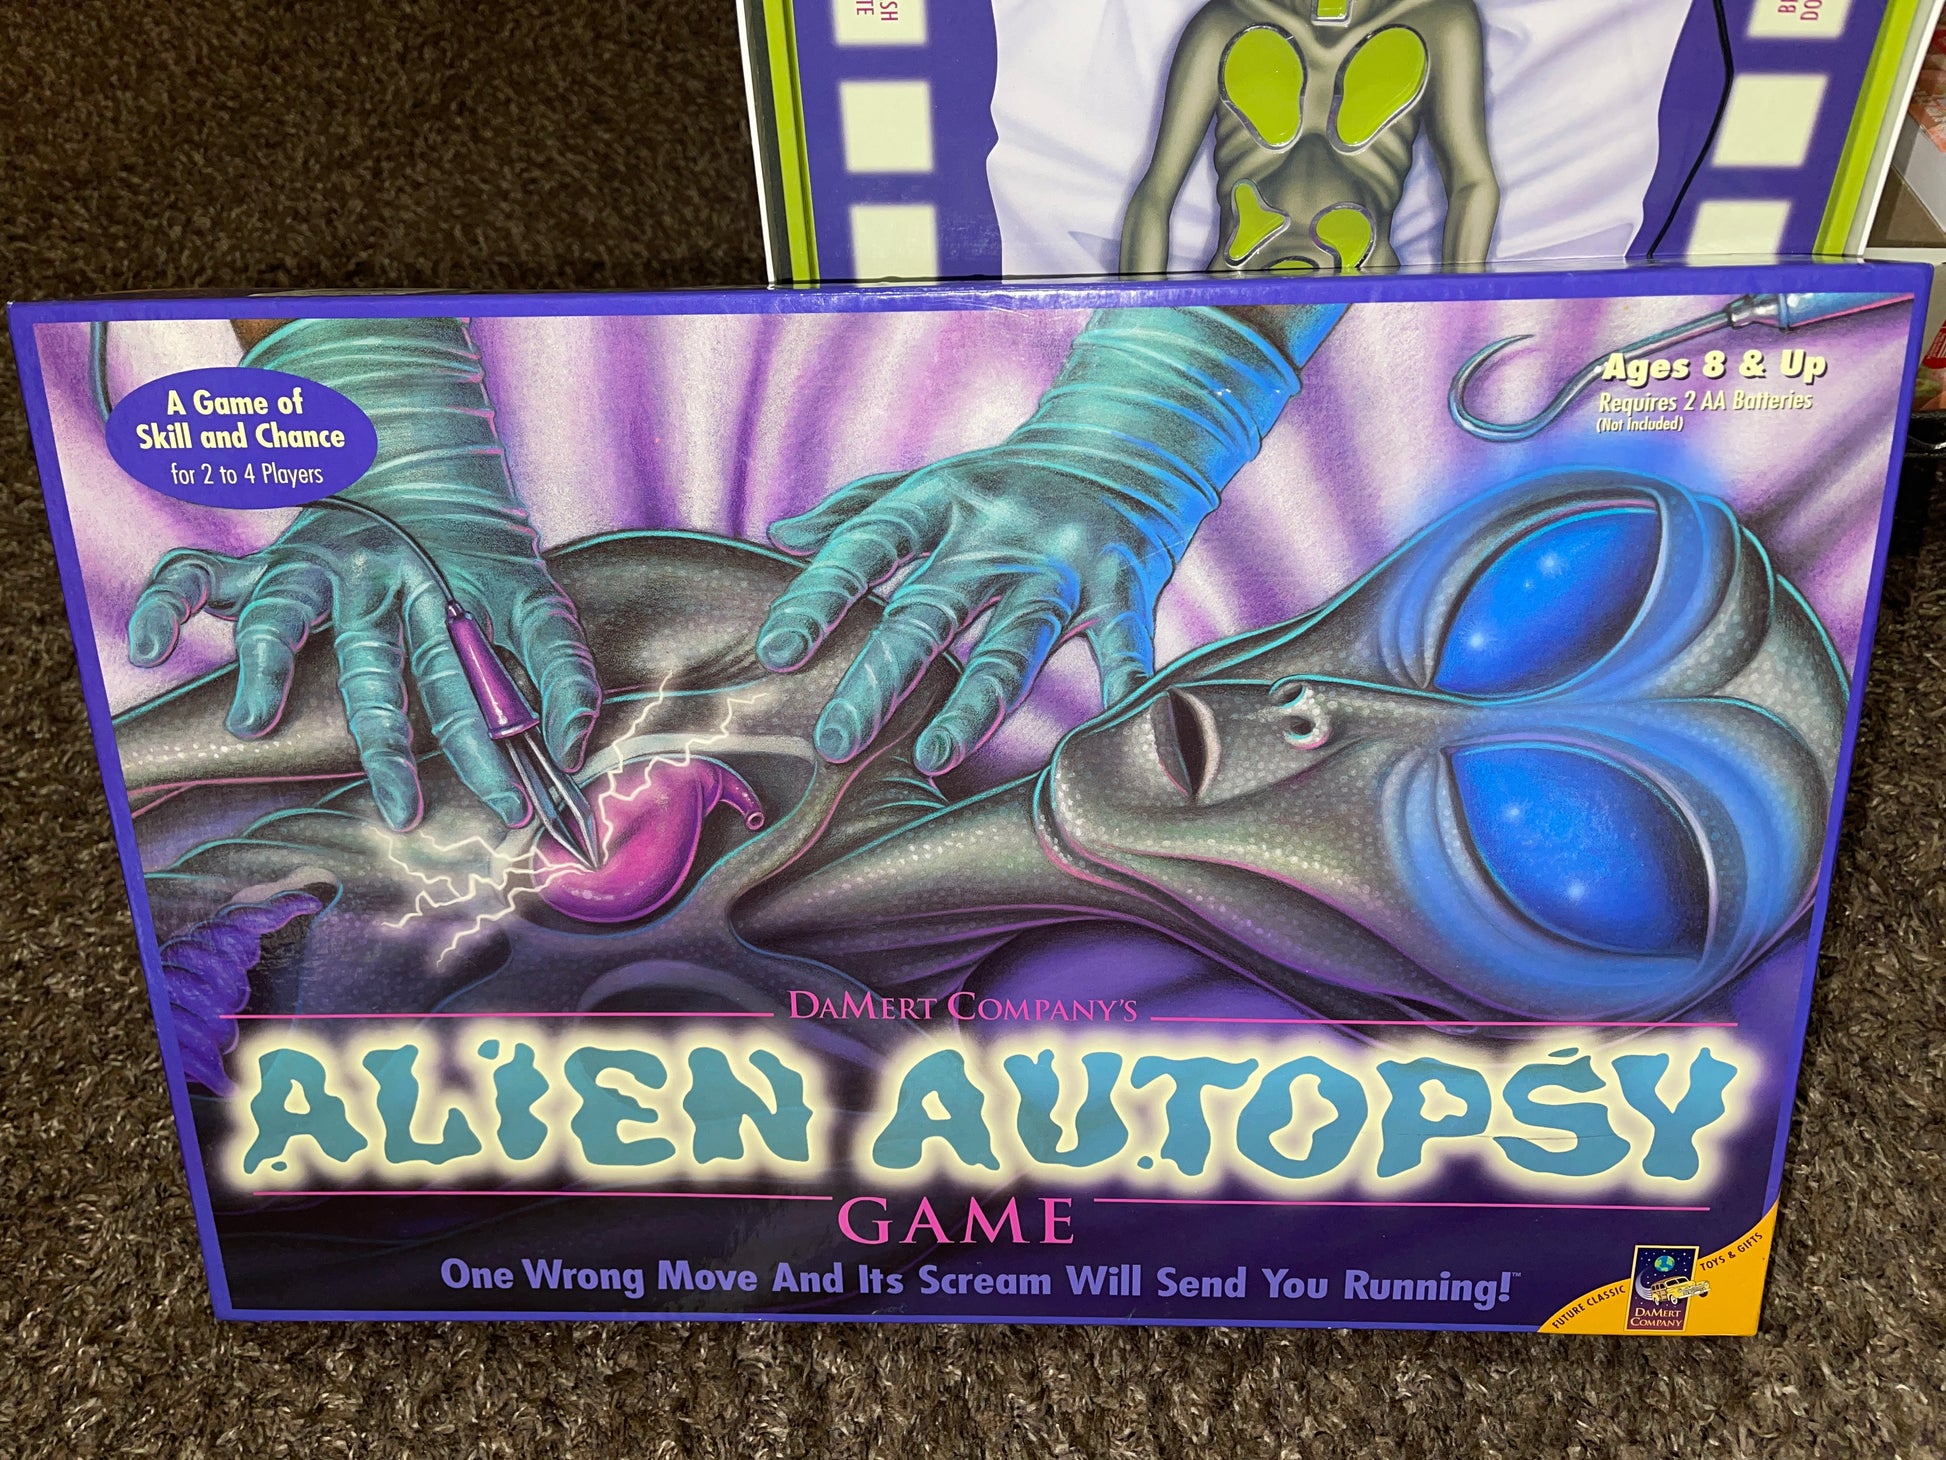 A Game of
Skill and Chance
for 2 to 4 Players
Ages 8 & Up
Requires 2 AA Batteries
(Not Included)
DaMert Company's
ALIEN AUTOPSY
GAME
One Wrong Move And Its Scream Will Send You Running!™
FUTURE CLASSIC
TOYS & GIFTS
DaMert
Company